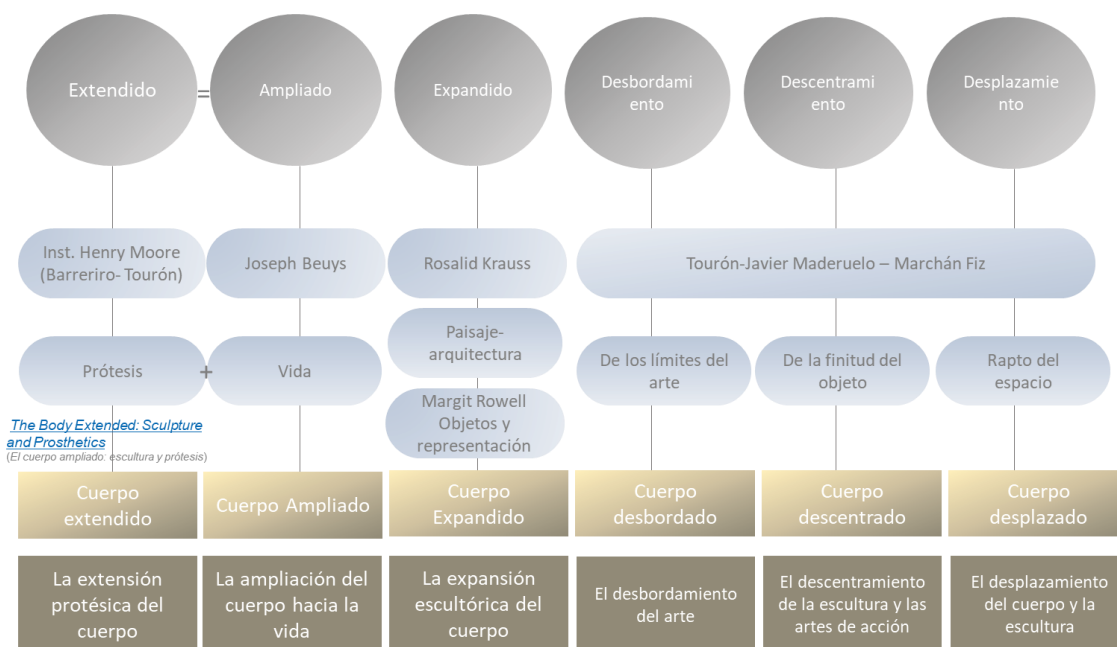 Extendido
=
Ampliado
Expandido
Desbordami
ento
Descentrami
ento
Desplazamie
nto
Inst. Henry Moore
(Barreriro- Tourón)
Joseph Beuys
Rosalid Krauss
Tourón-Javier Maderuelo – Marchán Fiz
Prótesis
+
Vida
Paisaje-
arquitectura
Margit Rowell
Objetos y
representación
De los límites del
arte
De la finitud del
objeto
Rapto del
espacio
The Body Extended: Sculpture
and Prosthetics
(El cuerpo ampliado: escultura y prótesis)
Cuerpo
extendido
Cuerpo Ampliado
Cuerpo
Expandido
Cuerpo
desbordado
Cuerpo
descentrado
Cuerpo
desplazado
La extensión
protésica del
cuerpo
La ampliación del
cuerpo hacia la
vida
La expansión
escultórica del
cuerpo
El desbordamiento
del arte
El descentramiento
de la escultura y las
artes de acción
El desplazamiento
del cuerpo y la
escultura